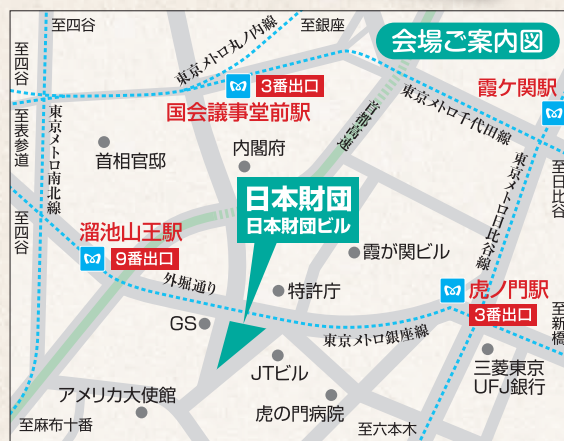 会場ご案内図
至四谷
至銀座
至四谷
東京メトロ丸ノ内線
3番出口
国会議事堂前駅
霞ケ関駅
東京メトロ千代田線
首都高速
至表参道
東京メトロ南北線
首相官邸
内閣府
東京メトロ日比谷線
至日比谷
日本財団
日本財団ビル
至四谷
溜池山王駅
9番出口
霞が関ビル
外堀通り
特許庁
虎ノ門駅
3番出口
至新橋
GS
東京メトロ銀座線
JTビル
三菱東京
UFJ銀行
アメリカ大使館
虎の門病院
至麻布十番
至六本木